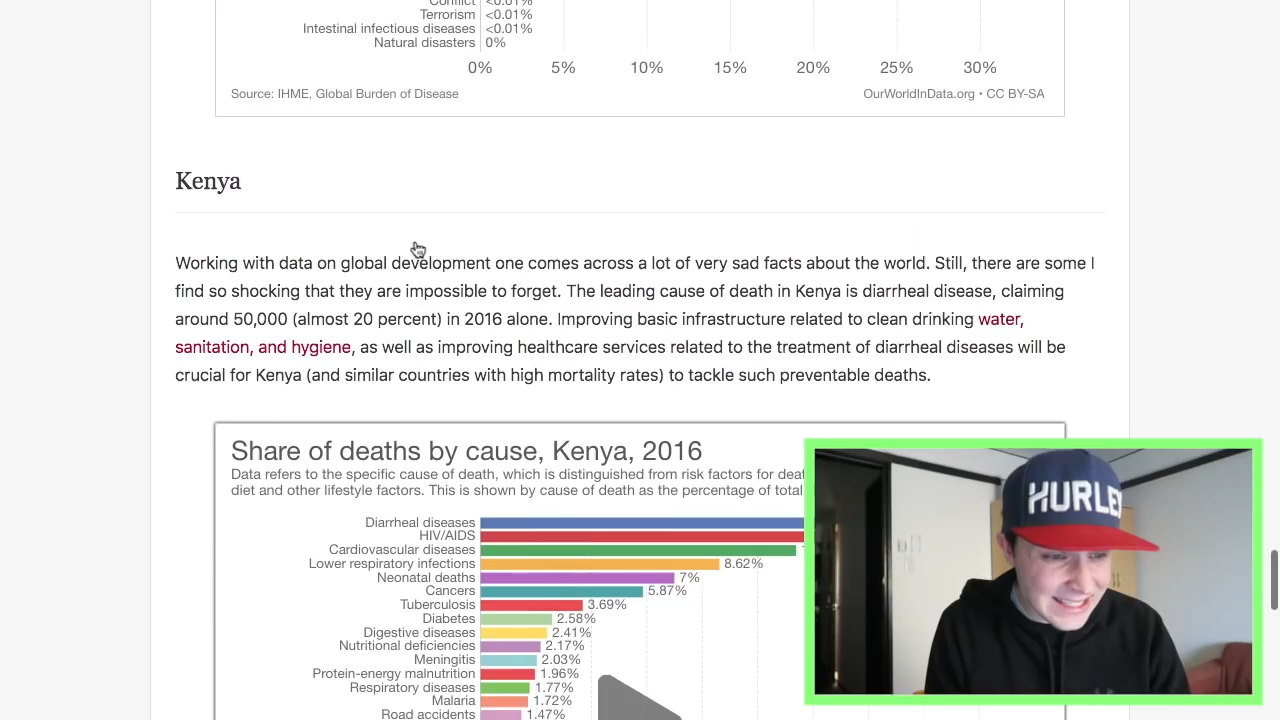 Conflict <0.01%
Terrorism <0.01%
Intestinal infectious diseases <0.01%
Natural disasters 0%
0% 5% 10% 15% 20% 25% 30%
Source: IHME, Global Burden of Disease OurWorldInData.org • CC BY-SA
Kenya
Working with data on global development one comes across a lot of very sad facts about the world. Still, there are some I
find so shocking that they are impossible to forget. The leading cause of death in Kenya is diarrheal disease, claiming
around 50,000 (almost 20 percent) in 2016 alone. Improving basic infrastructure related to clean drinking water,
sanitation, and hygiene, as well as improving healthcare services related to the treatment of diarrheal diseases will be
crucial for Kenya (and similar countries with high mortality rates) to tackle such preventable deaths.
Share of deaths by cause, Kenya, 2016
Data refers to the specific cause of death, which is distinguished from risk factors for
diet and other lifestyle factors. This is shown by cause of death as the percentage of total
Diarrheal diseases
HIV/AIDS
Cardiovascular diseases
Lower respiratory infections 8.62%
Neonatal deaths 7%
Cancers 5.87%
Tuberculosis 3.69%
Diabetes 2.58%
Digestive diseases 2.41%
Nutritional deficiencies 2.17%
Meningitis 2.03%
Protein-energy malnutrition 1.96%
Respiratory diseases 1.77%
Malaria 1.72%
Road accidents 1.47%
HURLEY